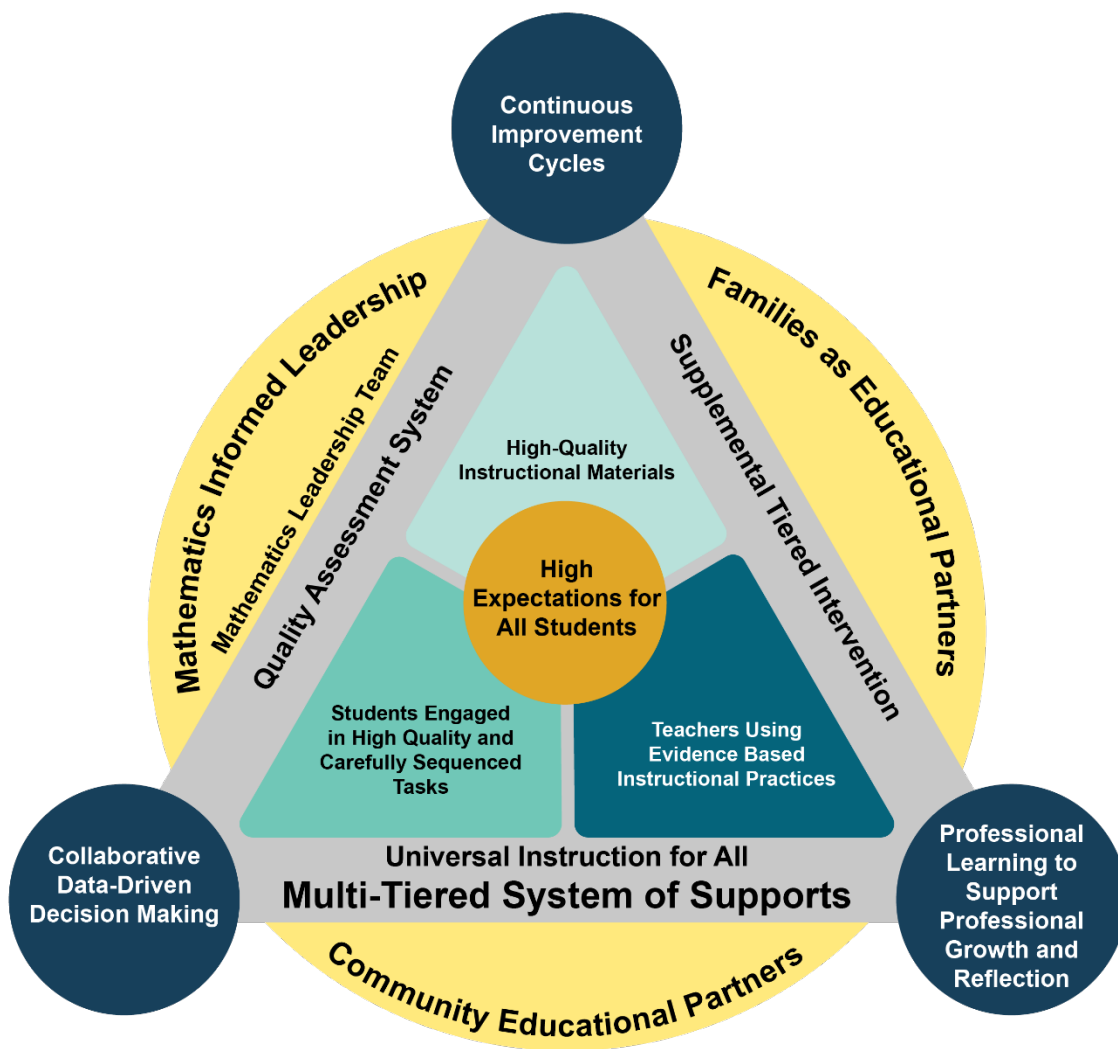 Continuous
Improvement
Cycles
Mathematics Informed Leadership
Mathematics Leadership Team
Quality Assessment System
Families as Educational Partners
Supplemental Tiered Intervention
High-Quality
Instructional Materials
High
Expectations for
All Students
Students Engaged
in High Quality and
Carefully Sequenced
Tasks
Teachers Using
Evidence Based
Instructional Practices
Collaborative
Data-Driven
Decision Making
Universal Instruction for All
Multi-Tiered System of Supports
Professional
Learning to
Support
Professional
Growth and
Reflection
Community Educational Partners